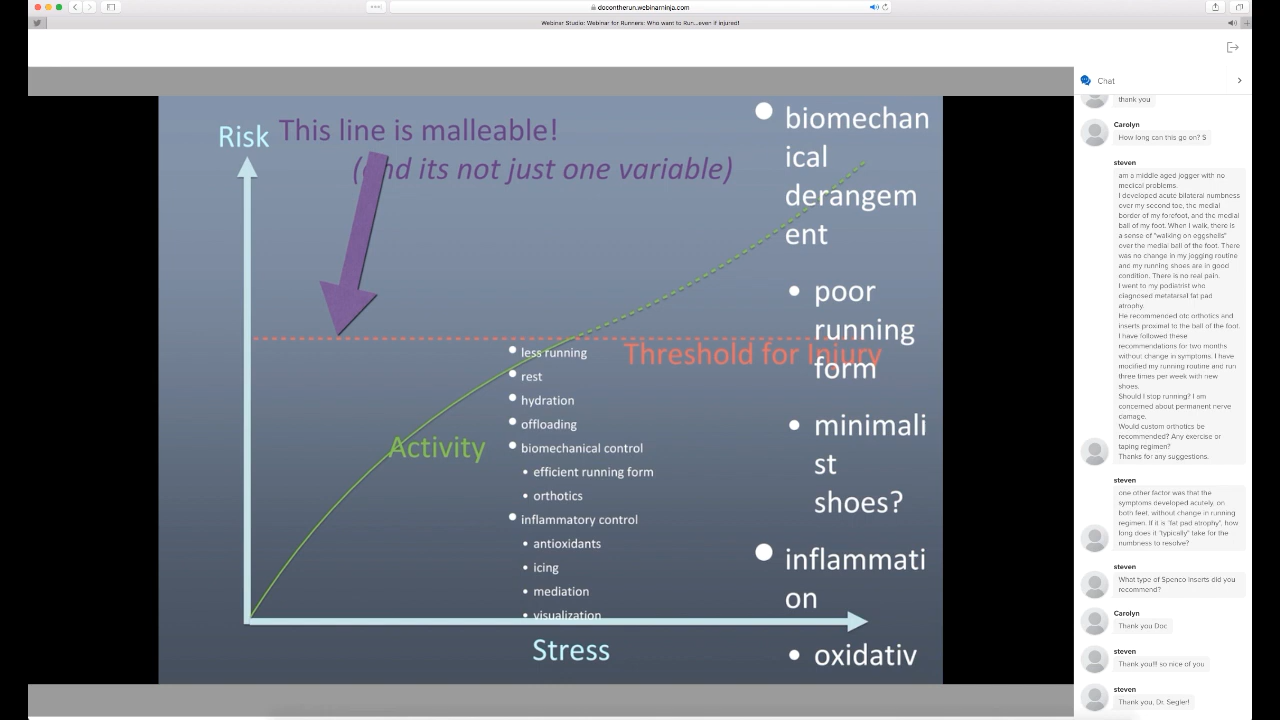 docontherun.webinarninja.com
Webinar Studio: Webinar for Runners: Who want to Run...even if injured!
Risk
This line is malleable!
(and its not just one variable)
Threshold for Injury
Activity
less running
rest
hydration
offloading
biomechanical control
efficient running form
orthotics
inflammatory control
antioxidants
icing
mediation
visualization
Stress
biomechan
ical
derangem
ent
poor
running
form
minimali
st
shoes?
inflammati
on
oxidativ
Chat
thank you
Carolyn
How long can this go on? S
steven
am a middle aged jogger with no
medical problems.
I developed acute bilateral numbness
over my second toe, the medial
border of my forefoot, and the medial
ball of my foot. When I walk, there is
a sense of "walking on eggshells"
over the medial ball of the foot. There
was no change in my jogging routine
and my running shoes are in good
condition. There is no real pain.
I went to my podiatrist who
diagnosed metatarsal fat pad
atrophy.
He recommended otc orthotics and
inserts proximal to the ball of the foot.
I have followed these
recommendations for two months
without change in symptoms. I have
modified my running routine and run
three times per week with new
shoes.
Should I stop running? I am
concerned about permanent nerve
damage.
Would custom orthotics be
recommended? Any exercise or
taping regimen?
Thanks for any suggestions.
steven
one other factor was that the
symptoms developed acutely, on
both feet, without change in running
regimen. If it is "fat pad atrophy", how
long does it "typically" take for the
numbness to resolve?
steven
What type of Spenco inserts did you
recommend?
Carolyn
Thank you Doc
steven
Thank you!!! so nice of you
steven
Thank you, Dr. Segler!